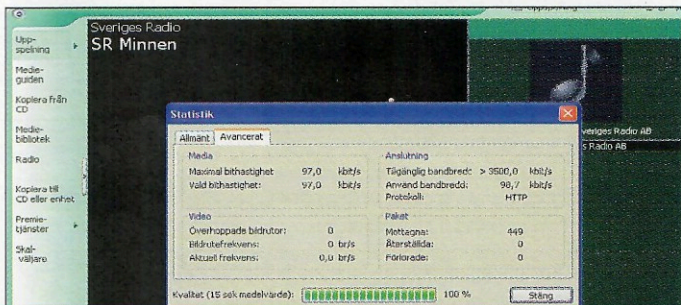 Uppspelning
Sveriges Radio
SR Minnen
Upp-
spelning
Medie-
guiden
Kopiera från
CD
Medie-
bibliotek
Radio
Kopiera till
CD eller enhet
Premie-
tjänster
Skal-
väljare
veriges Radio AB
s Radio AB
Statistik
Allmänt Avancerat
Media
Maximal bithastighet 97,0 kbit/s
Vald bithastighet: 97,0 kbit/s
Anslutning
Tillgänglig bandbredd: > 3500,0 kbit/s
Använd bandbredd: 98,7 kbit/s
Protokoll: HTTP
Video
Överhoppade bildrutor: 0
Bildrutefrekvens: 0 br/s
Aktuell frekvens: 0,0 br/s
Paket
Mottagna: 449
Återställda: 0
Förlorade: 0
Kvalitet (15 sek medelvärde): 100 %
Stäng